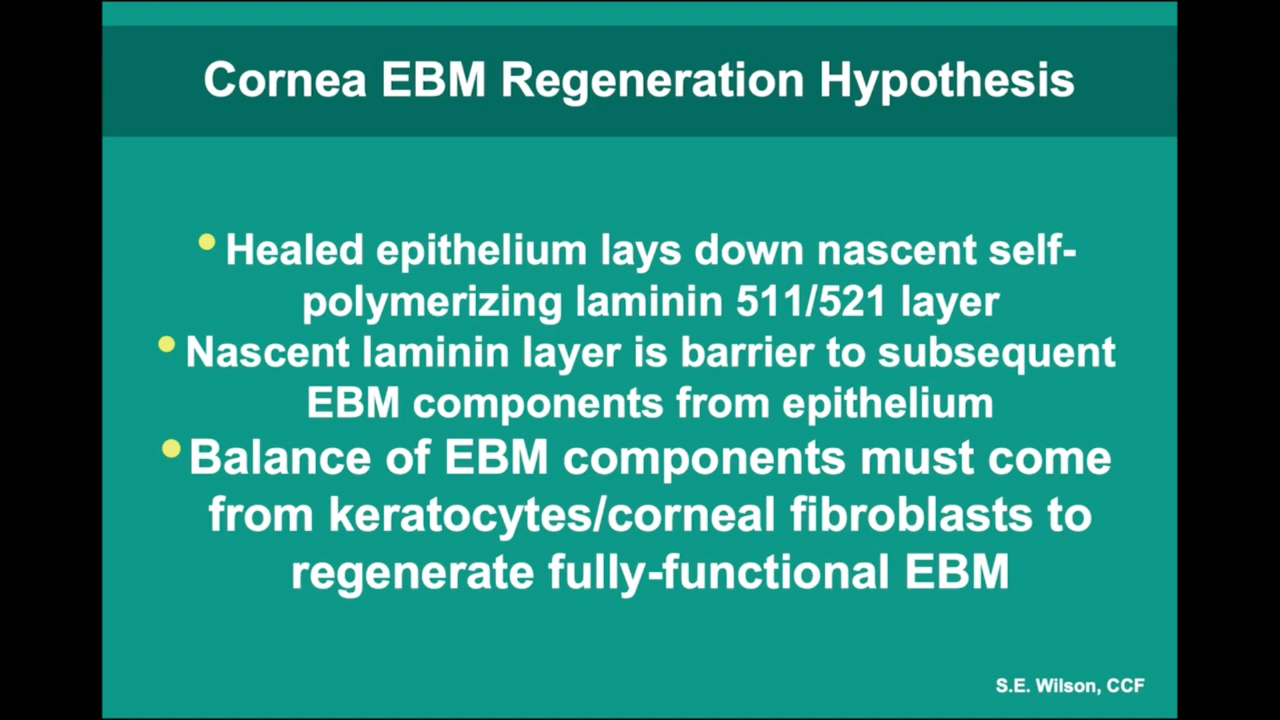 Cornea EBM Regeneration Hypothesis
• Healed epithelium lays down nascent self-
polymerizing laminin 511/521 layer
• Nascent laminin layer is barrier to subsequent
EBM components from epithelium
• Balance of EBM components must come
from keratocytes/corneal fibroblasts to
regenerate fully-functional EBM
S.E. Wilson, CCF